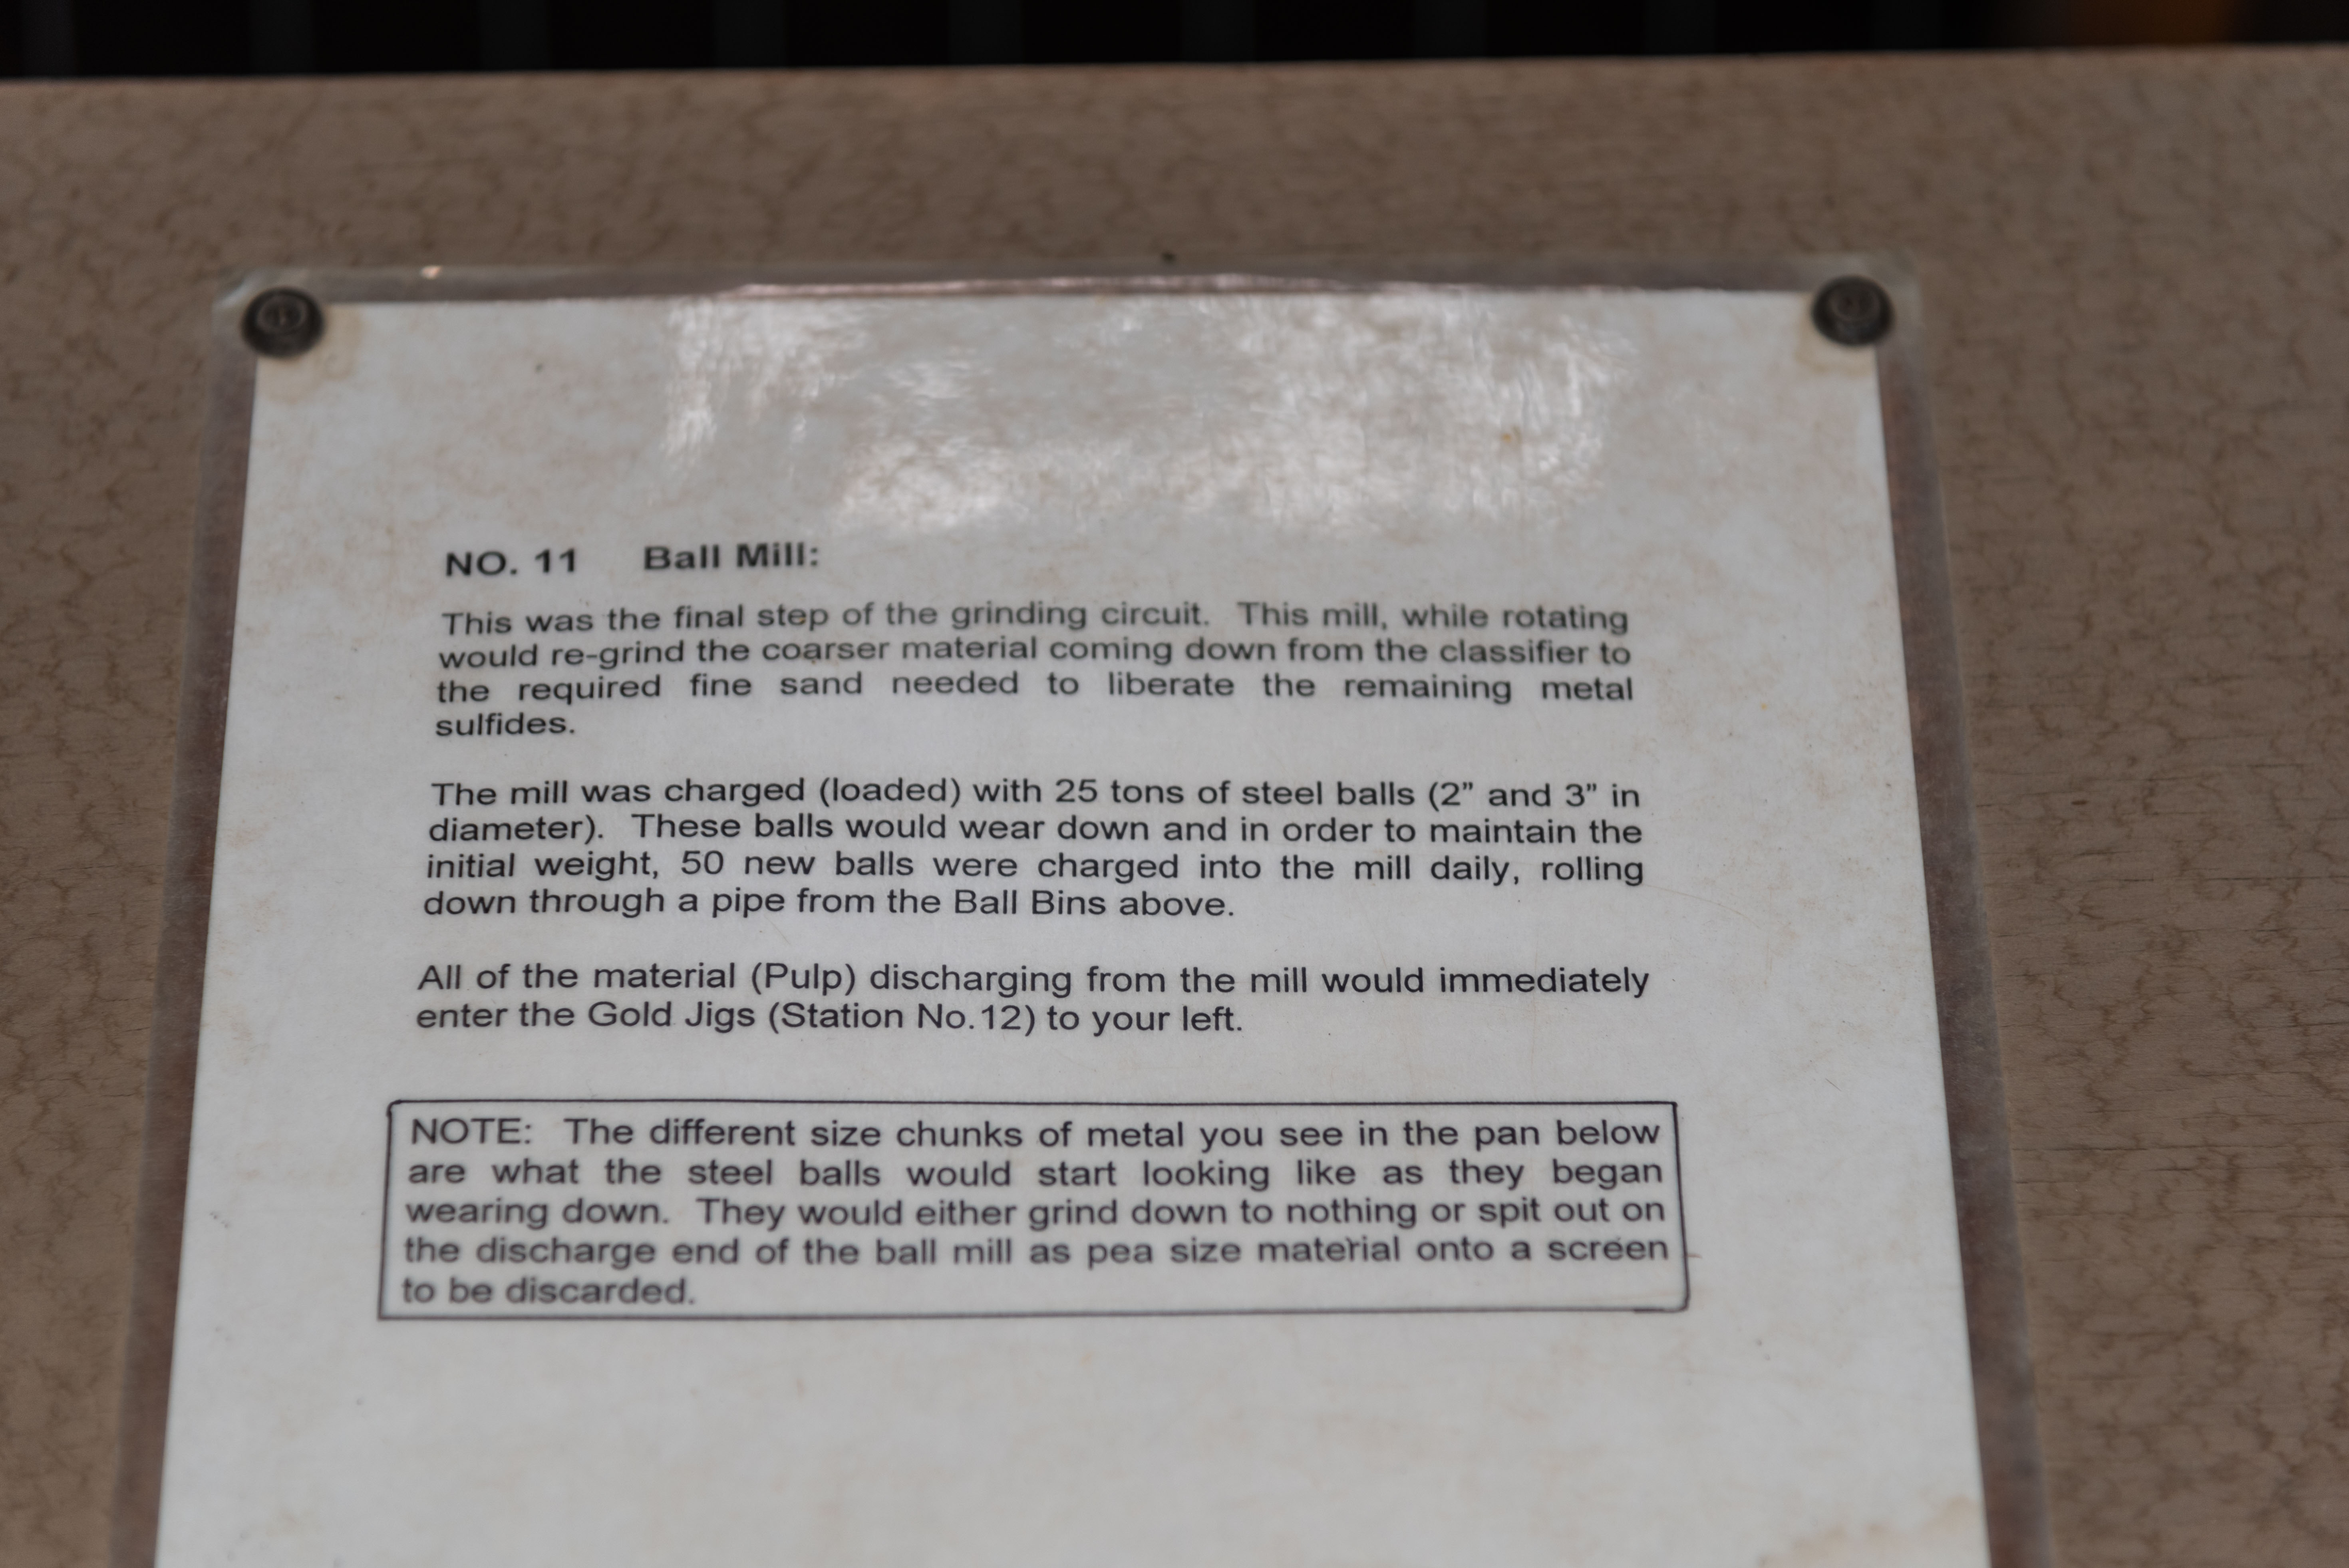 NO. 11 Ball Mill:
This was the final step of the grinding circuit. This mill, while rotating
would re-grind the coarser material coming down from the classifier to
the required fine sand needed to liberate the remaining metal
sulfides.
The mill was charged (loaded) with 25 tons of steel balls (2” and 3” in
diameter). These balls would wear down and in order to maintain the
initial weight, 50 new balls were charged into the mill daily, rolling
down through a pipe from the Ball Bins above.
All of the material (Pulp) discharging from the mill would immediately
enter the Gold Jigs (Station No.12) to your left.
NOTE: The different size chunks of metal you see in the pan below
are what the steel balls would start looking like as they began
wearing down. They would either grind down to nothing or spit out on
the discharge end of the ball mill as pea size material onto a screen
to be discarded.